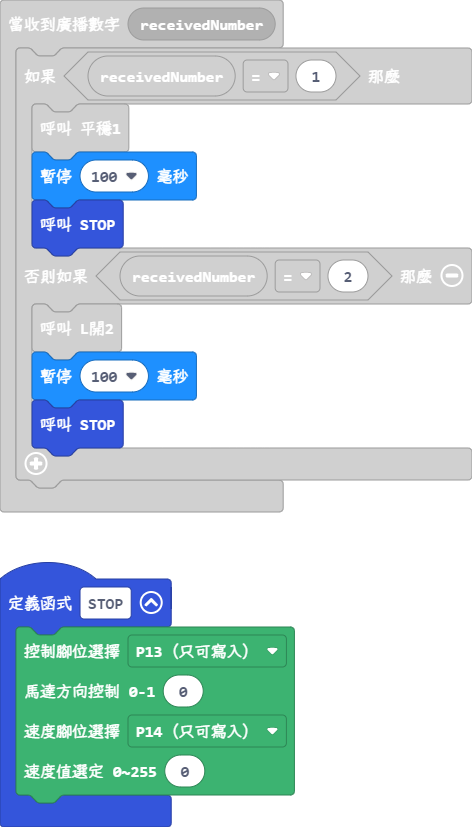 當收到廣播數字 receivedNumber
如果 receivedNumber = 1 那麼
呼叫 平穩1
暫停 100 毫秒
呼叫 STOP
否則如果 receivedNumber = 2 那麼
呼叫 L開2
暫停 100 毫秒
呼叫 STOP
定義函式 STOP
控制腳位選擇 P13 (只可寫入)
馬達方向控制 0-1 0
速度腳位選擇 P14 (只可寫入)
速度值選定 0~255 0